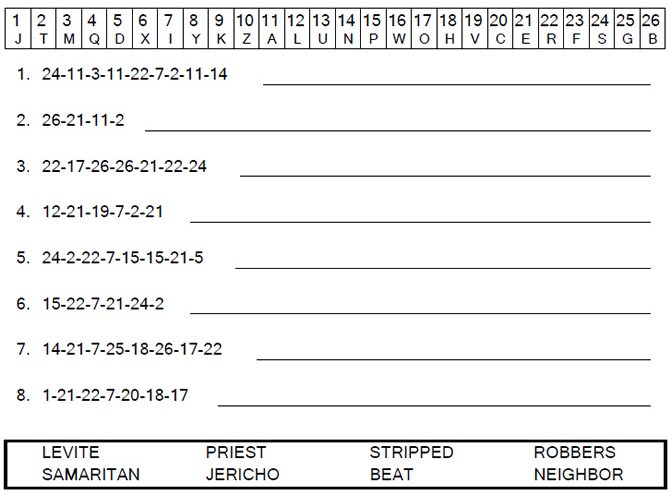 1 2 3 4 5 6 7 8 9 10 11 12 13 14 15 16 17 18 19 20 21 22 23 24 25 26
J T M Q D X I Y K Z A L U N P W O H V C E R F S G B
1. 24-11-3-11-22-7-2-11-14
2. 26-21-11-2
3. 22-17-26-26-21-22-24
4. 12-21-19-7-2-21
5. 24-2-22-7-15-15-21-5
6. 15-22-7-21-24-2
7. 14-21-7-25-18-26-17-22
8. 1-21-22-7-20-18-17
LEVITE PRIEST STRIPPED ROBBERS
SAMARITAN JERICHO BEAT NEIGHBOR